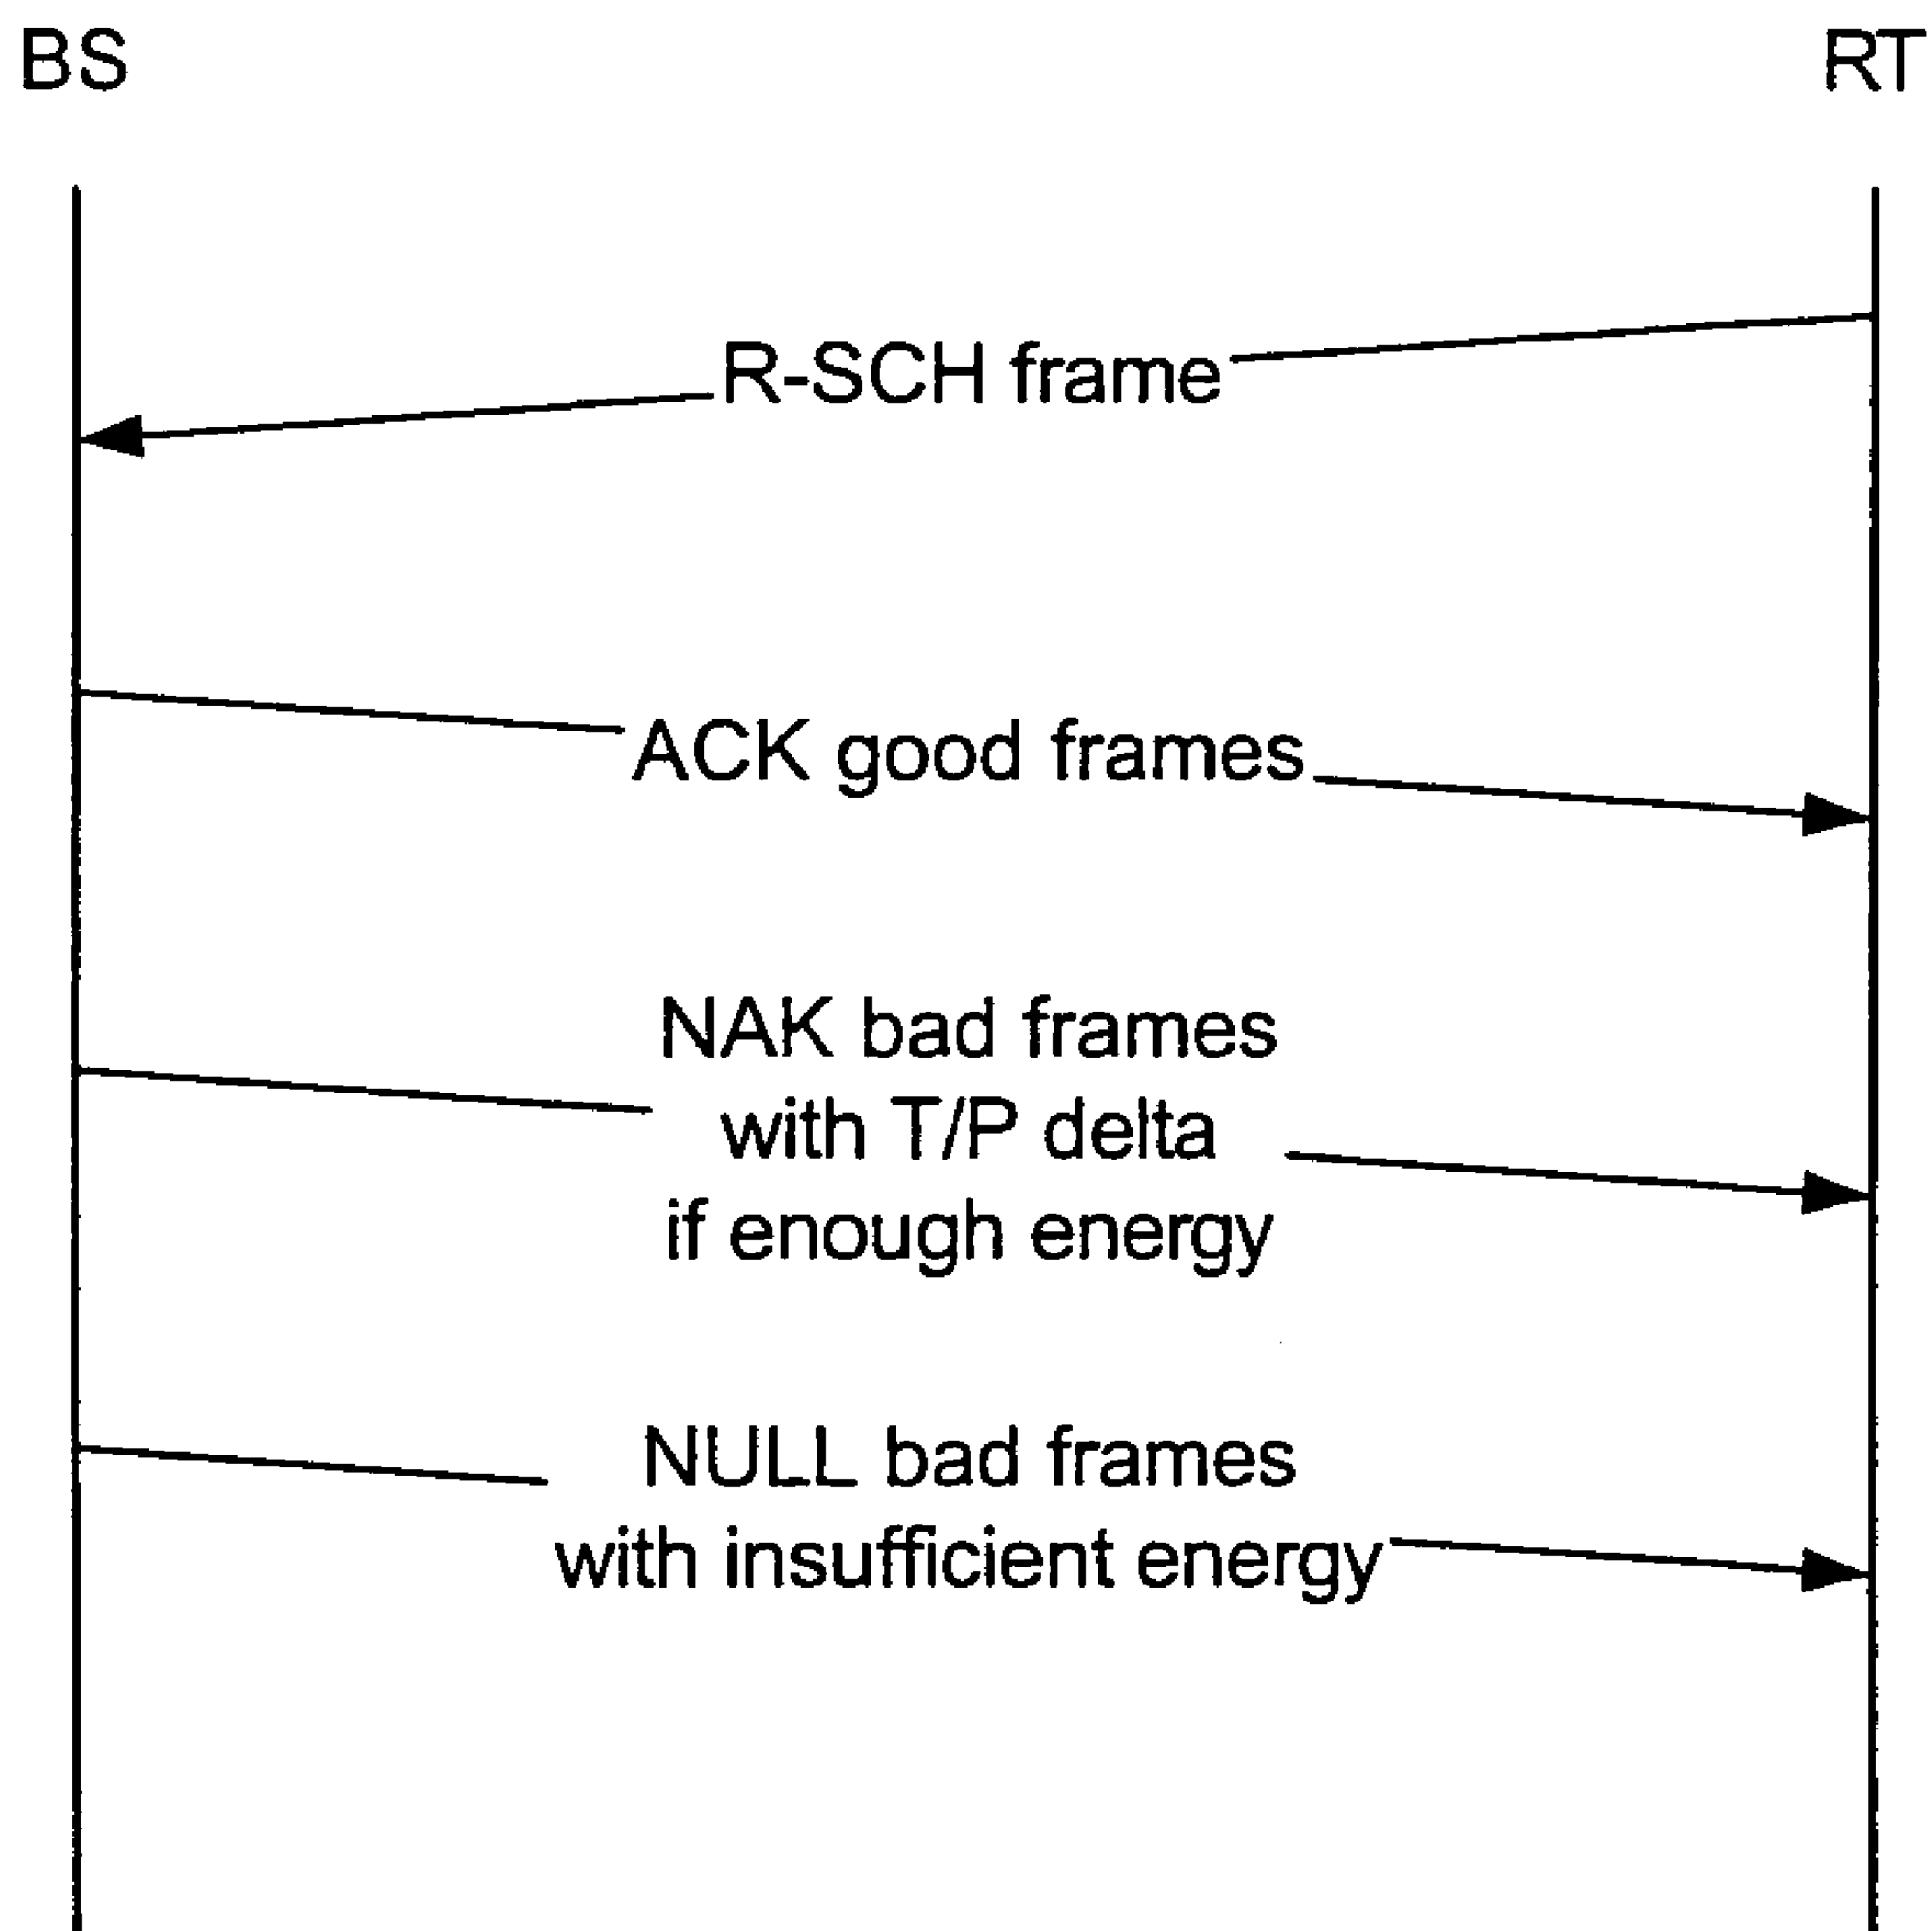 BS
RT
R-SCH frame
ACK good frames
NAK bad frames
with T/P delta
if enough energy
NULL bad frames
with insufficient energy